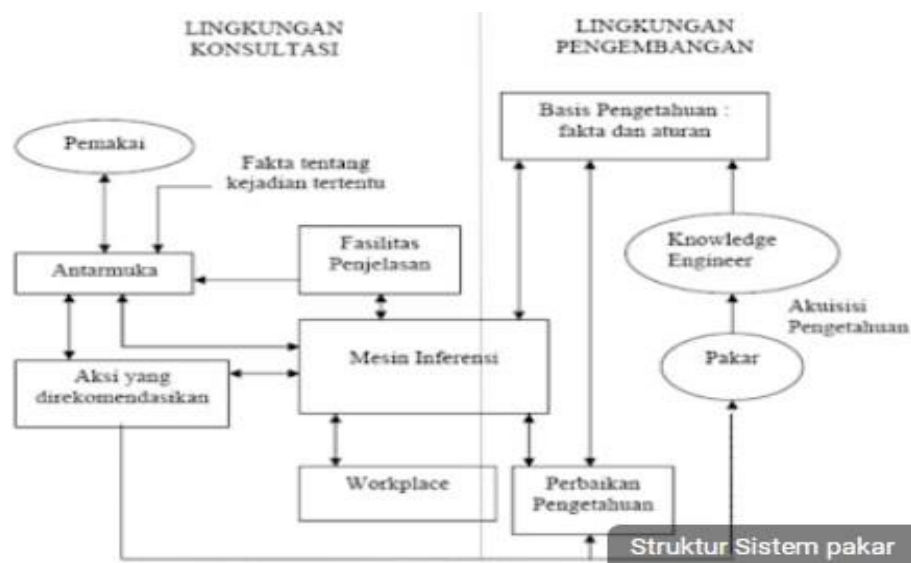 LINGKUNGAN
KONSULTASI
LINGKUNGAN
PENGEMBANGAN
Basis Pengetahuan :
fakta dan aturan
Pemakai
Fakta tentang
kejadian tertentu
Fasilitas
Penjelasan
Knowledge
Engineer
Antarmuka
Akuisisi
Pengetahuan
Mesin Inferensi
Pakar
Aksi yang
direkomendasikan
Workplace
Perbaikan
Pengetahuan
Struktur Sistem pakar